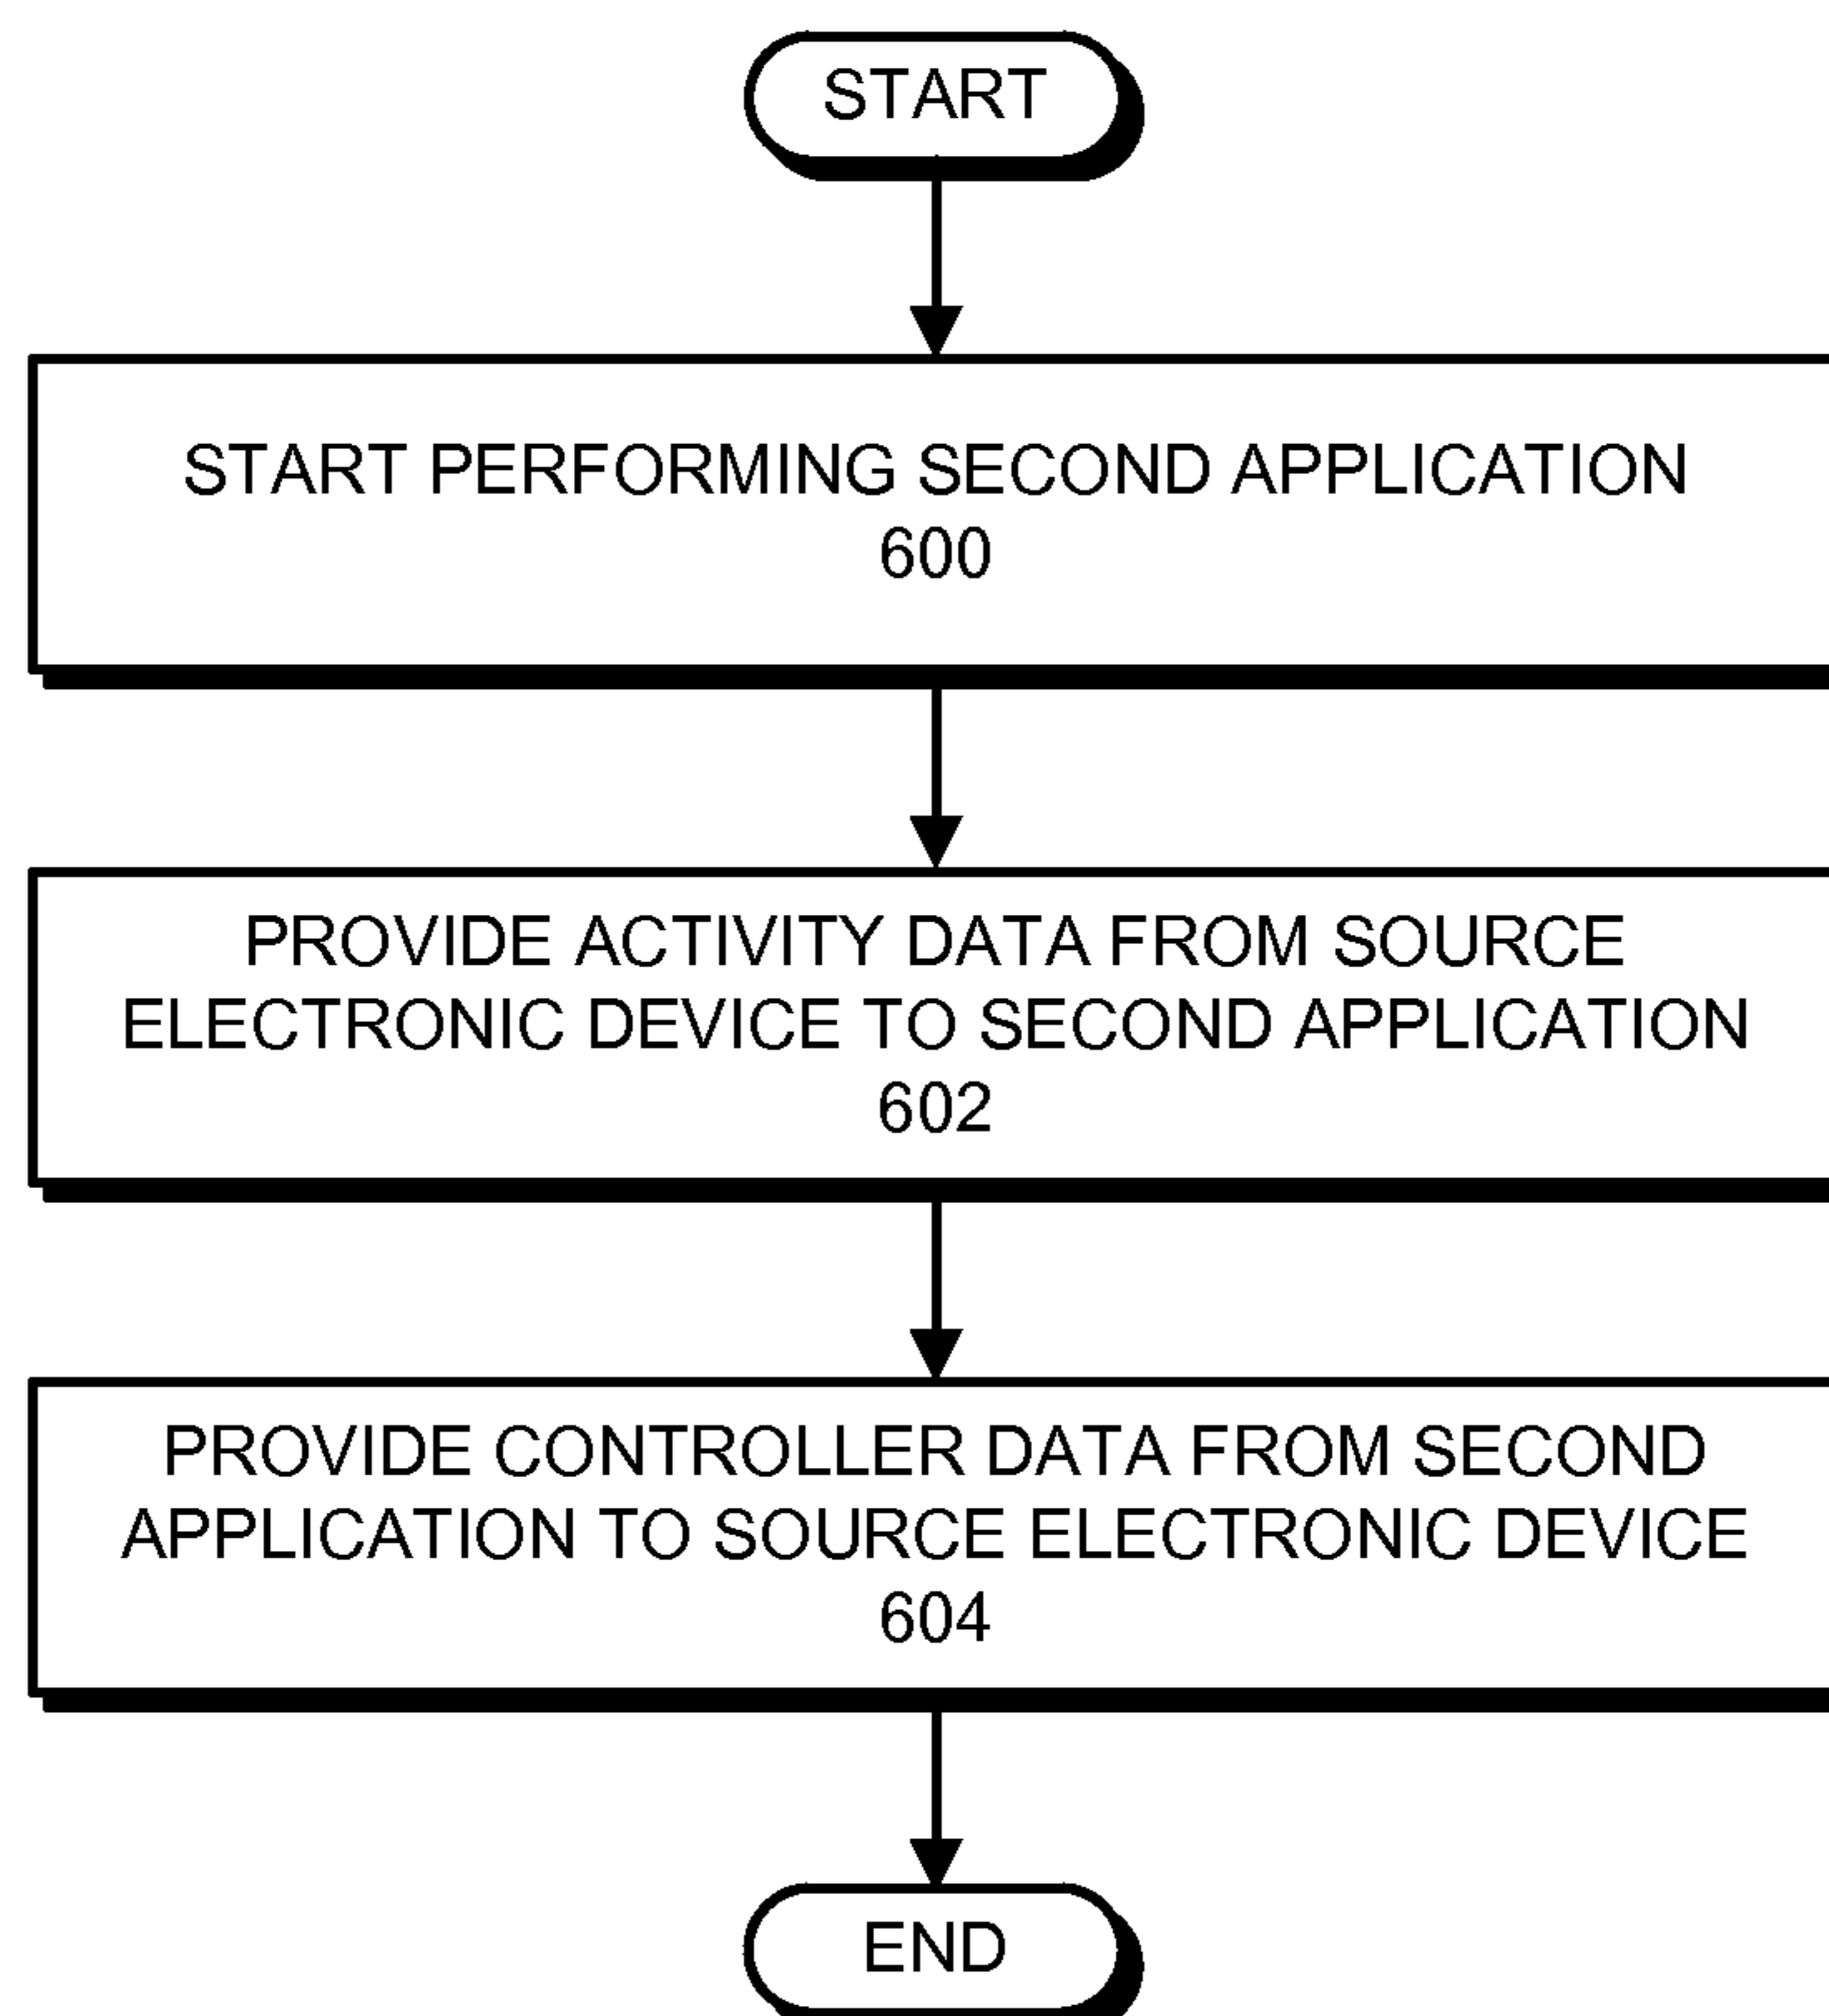 START
START PERFORMING SECOND APPLICATION
600
PROVIDE ACTIVITY DATA FROM SOURCE
ELECTRONIC DEVICE TO SECOND APPLICATION
602
PROVIDE CONTROLLER DATA FROM SECOND
APPLICATION TO SOURCE ELECTRONIC DEVICE
604
END